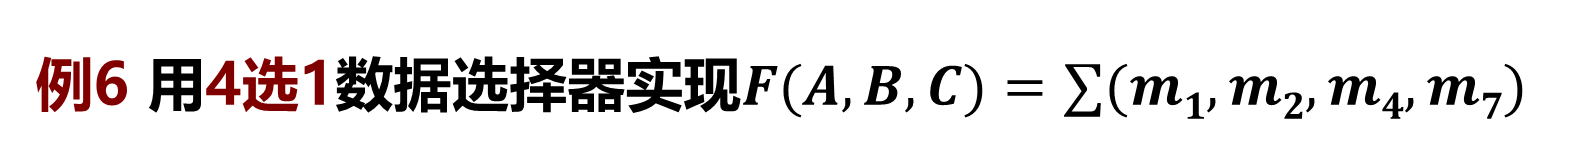 例6 用4选1数据选择器实现F(A,B,C) = ∑(m₁,m₂,m₄,m₇)